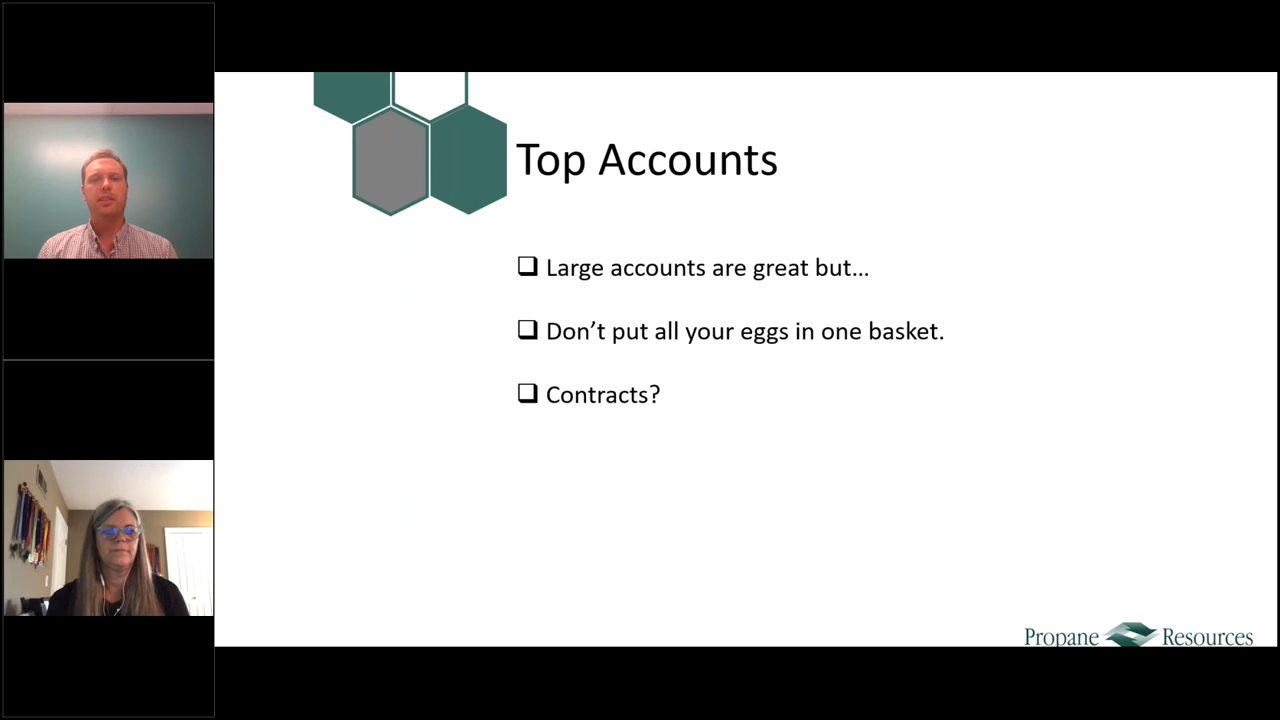 Top Accounts
Large accounts are great but...
Don’t put all your eggs in one basket.
Contracts?
Propane Resources